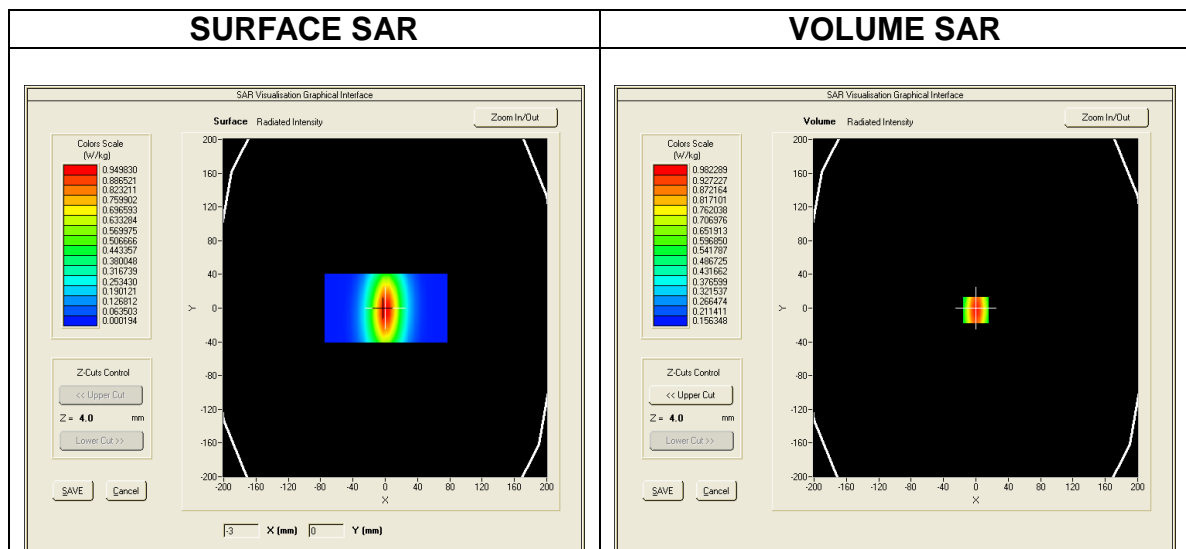 SURFACE SAR
VOLUME SAR
SAR Visualisation Graphical Interface
Surface Radiated Intensity
Zoom In/Out
Colors Scale
(W/kg)
0.949830
0.886521
0.823211
0.759902
0.696593
0.633284
0.569975
0.506666
0.443357
0.380048
0.316739
0.253430
0.190121
0.126812
0.063503
0.000194
200
160
120
80
40
0
-40
-80
-120
-160
-200
Y
-200 -160 -120 -80 -40 0 40 80 120 160 200
X
Z-Cuts Control
<< Upper Cut
Z = 4.0 mm
Lower Cut >>
SAVE Cancel
-3 X (mm) 0 Y (mm)
SAR Visualisation Graphical Interface
Volume Radiated Intensity
Zoom In/Out
Colors Scale
(W/kg)
0.982289
0.927227
0.872164
0.817101
0.762038
0.706976
0.651913
0.596850
0.541787
0.486725
0.431662
0.376599
0.321537
0.266474
0.211411
0.156348
200
160
120
80
40
0
-40
-80
-120
-160
-200
Y
-200 -160 -120 -80 -40 0 40 80 120 160 200
X
Z-Cuts Control
<< Upper Cut
Z = 4.0 mm
Lower Cut >>
SAVE Cancel